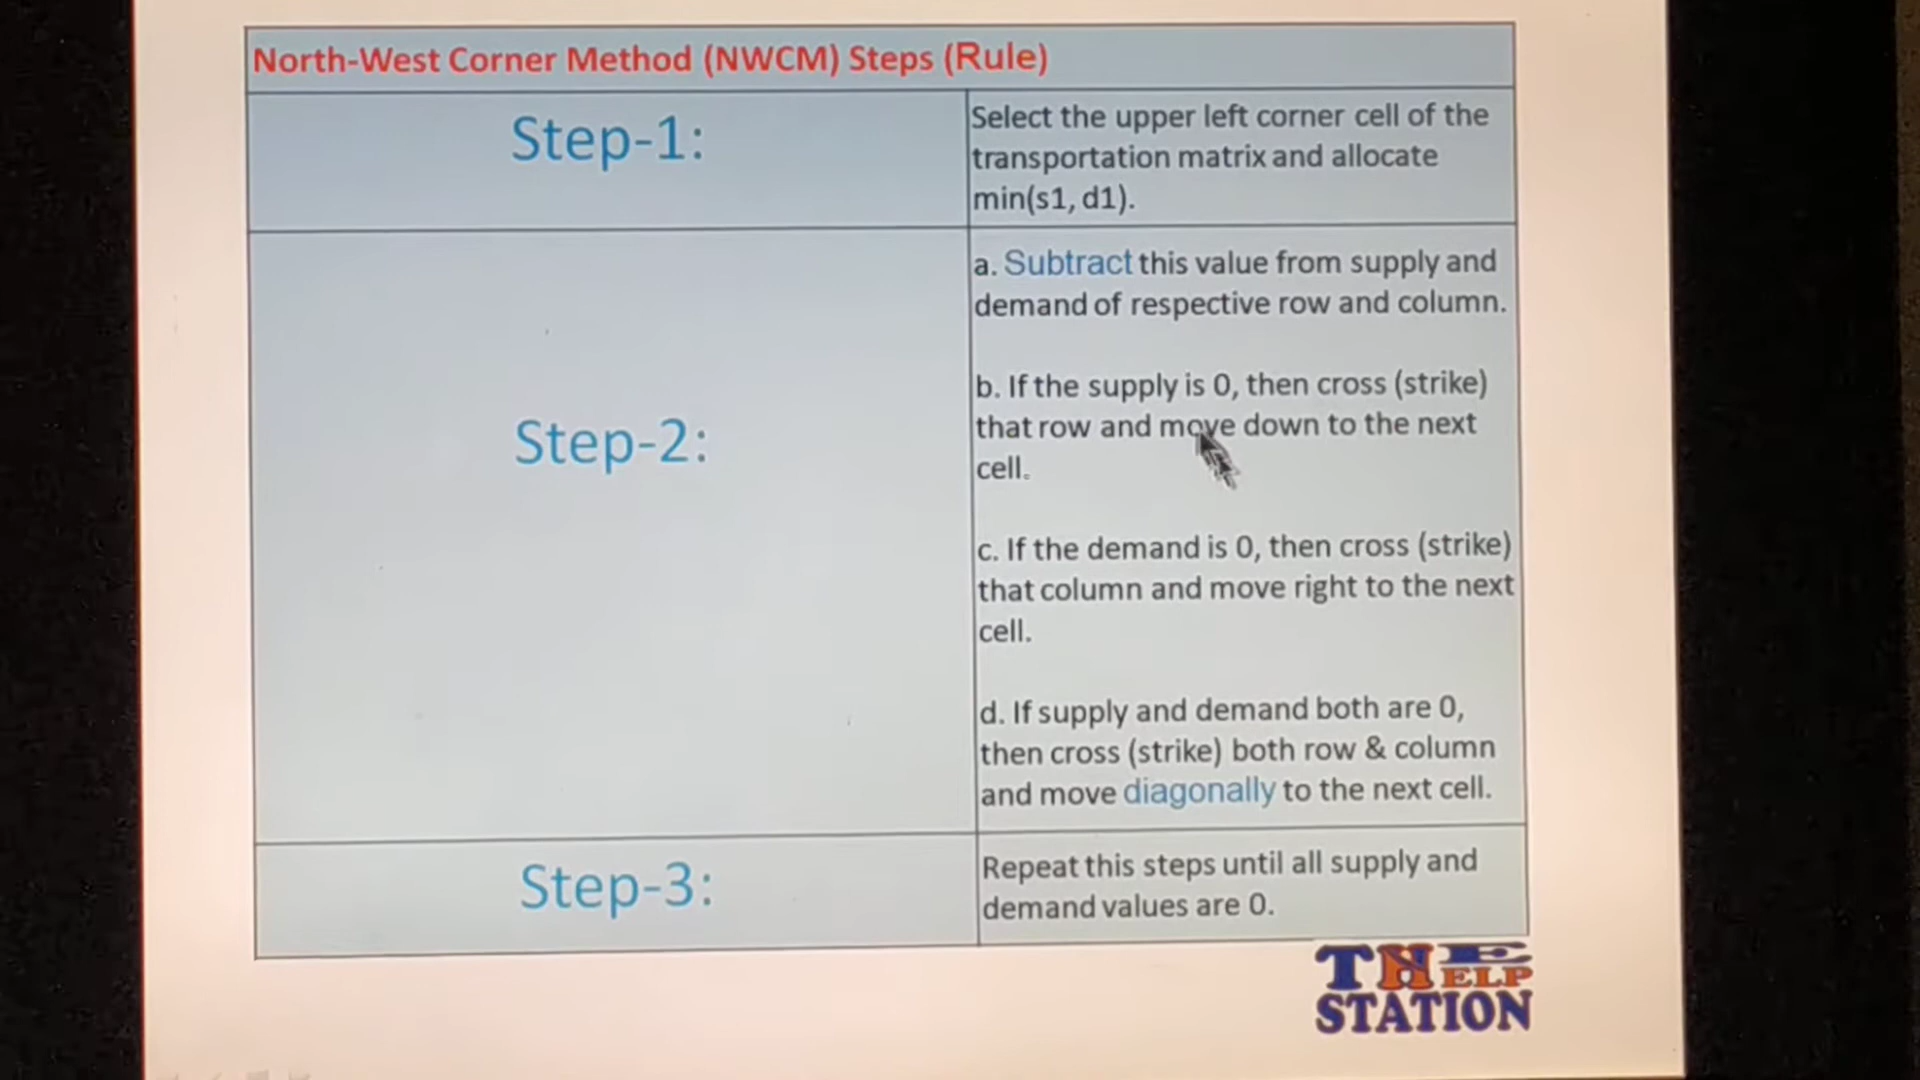 North-West Corner Method (NWCM) Steps (Rule)
Step-1:
Select the upper left corner cell of the
transportation matrix and allocate
min(s1, d1).
Step-2:
a. Subtract this value from supply and
demand of respective row and column.
b. If the supply is 0, then cross (strike)
that row and move down to the next
cell.
c. If the demand is 0, then cross (strike)
that column and move right to the next
cell.
d. If supply and demand both are 0,
then cross (strike) both row & column
and move diagonally to the next cell.
Step-3:
Repeat this steps until all supply and
demand values are 0.
THE
HELP
STATION